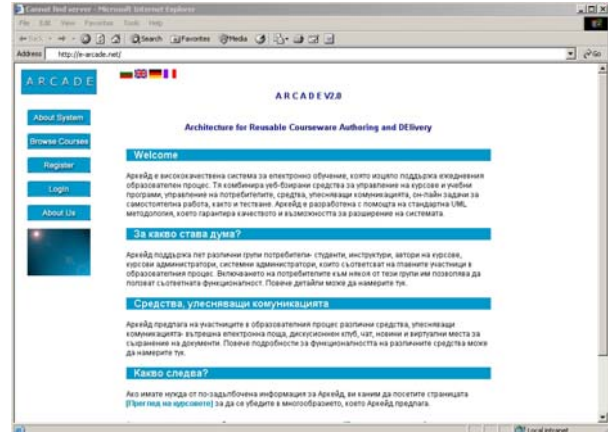 Cannot find server - Microsoft Internet Explorer
File Edit View Favorites Tools Help
Back Search Favorites Media
Address http://e-arcade.net/ Go
ARCADE
About System
Browse Courses
Register
Login
About Us
ARCADE V2.0
Architecture for Reusable Courseware Authoring and DElivery
Welcome
Аркейд е висококачествена система за електронно обучение, която изцяло поддържа ежедневния
образователен процес. Тя комбинира уеб-базирани средства за управление на курсове и учебни
програми, управление на потребителите, средства, улесняващи комуникацията, он-лайн задачи за
самостоятелна работа, както и тестване. Аркейд е разработена с помощта на стандартна UML
методология, което гарантира качеството и възможността за разширение на системата.
За какво става дума?
Аркейд поддържа пет различни групи потребители- студенти, инструктури, автори на курсове,
курсови администратори, системни администратори, които съответсват на главните участници в
образователния процес. Включването на потребителите към някоя от тези групи им позволява да
ползват съответната функционалност. Повече детайли може да намерите тук.
Средства, улесняващи комуникацията
Аркейд предлага на участниците в образователния процес различни средства, улесняващи
комуникацията- вътрешна електронна поща, дискусионен клуб, чат, новини и виртуални места за
съхранение на документи. Повече подробности за функционалността на различните средства може
да намерите тук.
Какво следва?
Ако имате нужда от по-задълбочена информация за Аркейд, ви каним да посетите страницата
[Преглед на курсовете] за да се убедите в многообразието, което Аркейд предлага.
Local intranet